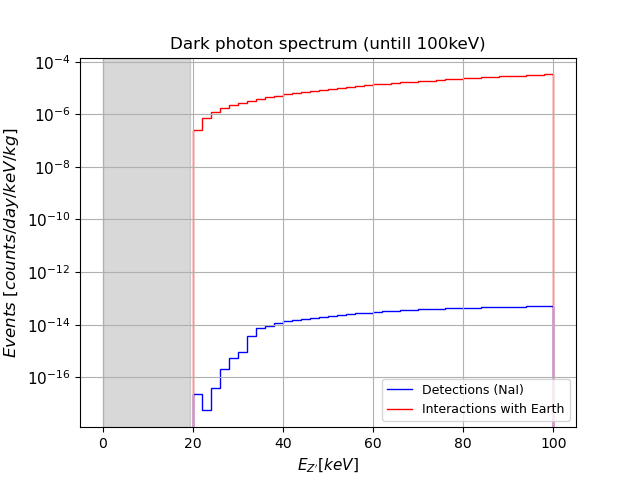 Dark photon spectrum (untill 100keV)
Events [counts/day/keV/kg]
10⁻⁴
10⁻⁶
10⁻⁸
10⁻¹⁰
10⁻¹²
10⁻¹⁴
10⁻¹⁶
Detections (NaI)
Interactions with Earth
0 20 40 60 80 100
E_{Z'}[keV]